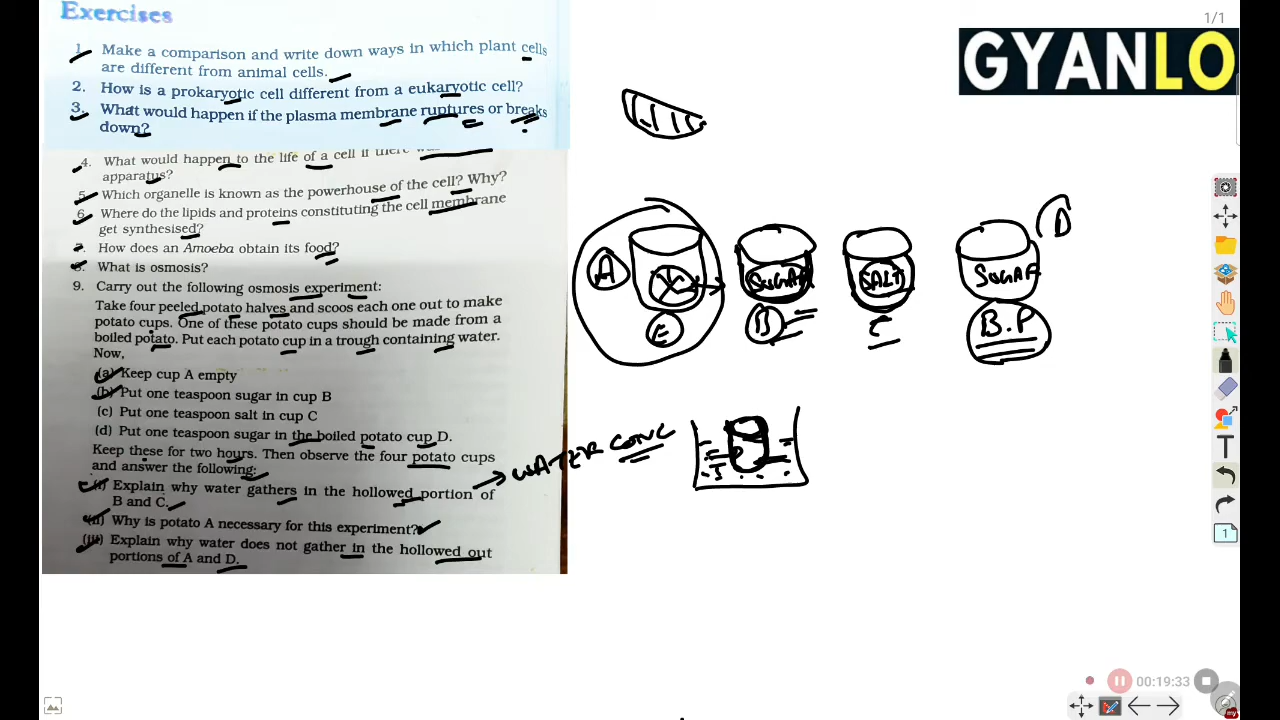 Exercises
1. Make a comparison and write down ways in which plant cells
are different from animal cells.
2. How is a prokaryotic cell different from a eukaryotic cell?
3. What would happen if the plasma membrane ruptures or breaks
down?
4. What would happen to the life of a cell if there
apparatus?
5. Which organelle is known as the powerhouse of the cell? Why?
6. Where do the lipids and proteins constituting the cell membrane
get synthesised?
7. How does an Amoeba obtain its food?
8. What is osmosis?
9. Carry out the following osmosis experiment:
Take four peeled potato halves and scoos each one out to make
potato cups. One of these potato cups should be made from a
boiled potato. Put each potato cup in a trough containing water.
Now,
(a) Keep cup A empty
(b) Put one teaspoon sugar in cup B
(c) Put one teaspoon salt in cup C
(d) Put one teaspoon sugar in the boiled potato cup D.
Keep these for two hours. Then observe the four potato cups
and answer the following:
(i) Explain why water gathers in the hollowed portion of
B and C.
(ii) Why is potato A necessary for this experiment?
(iii) Explain why water does not gather in the hollowed out
portions of A and D.
1/1
GYANLO
A
E
SUGAR
B
SALT
C
SUGAR
D
B.P
WATER CONC
T
1
00:19:33